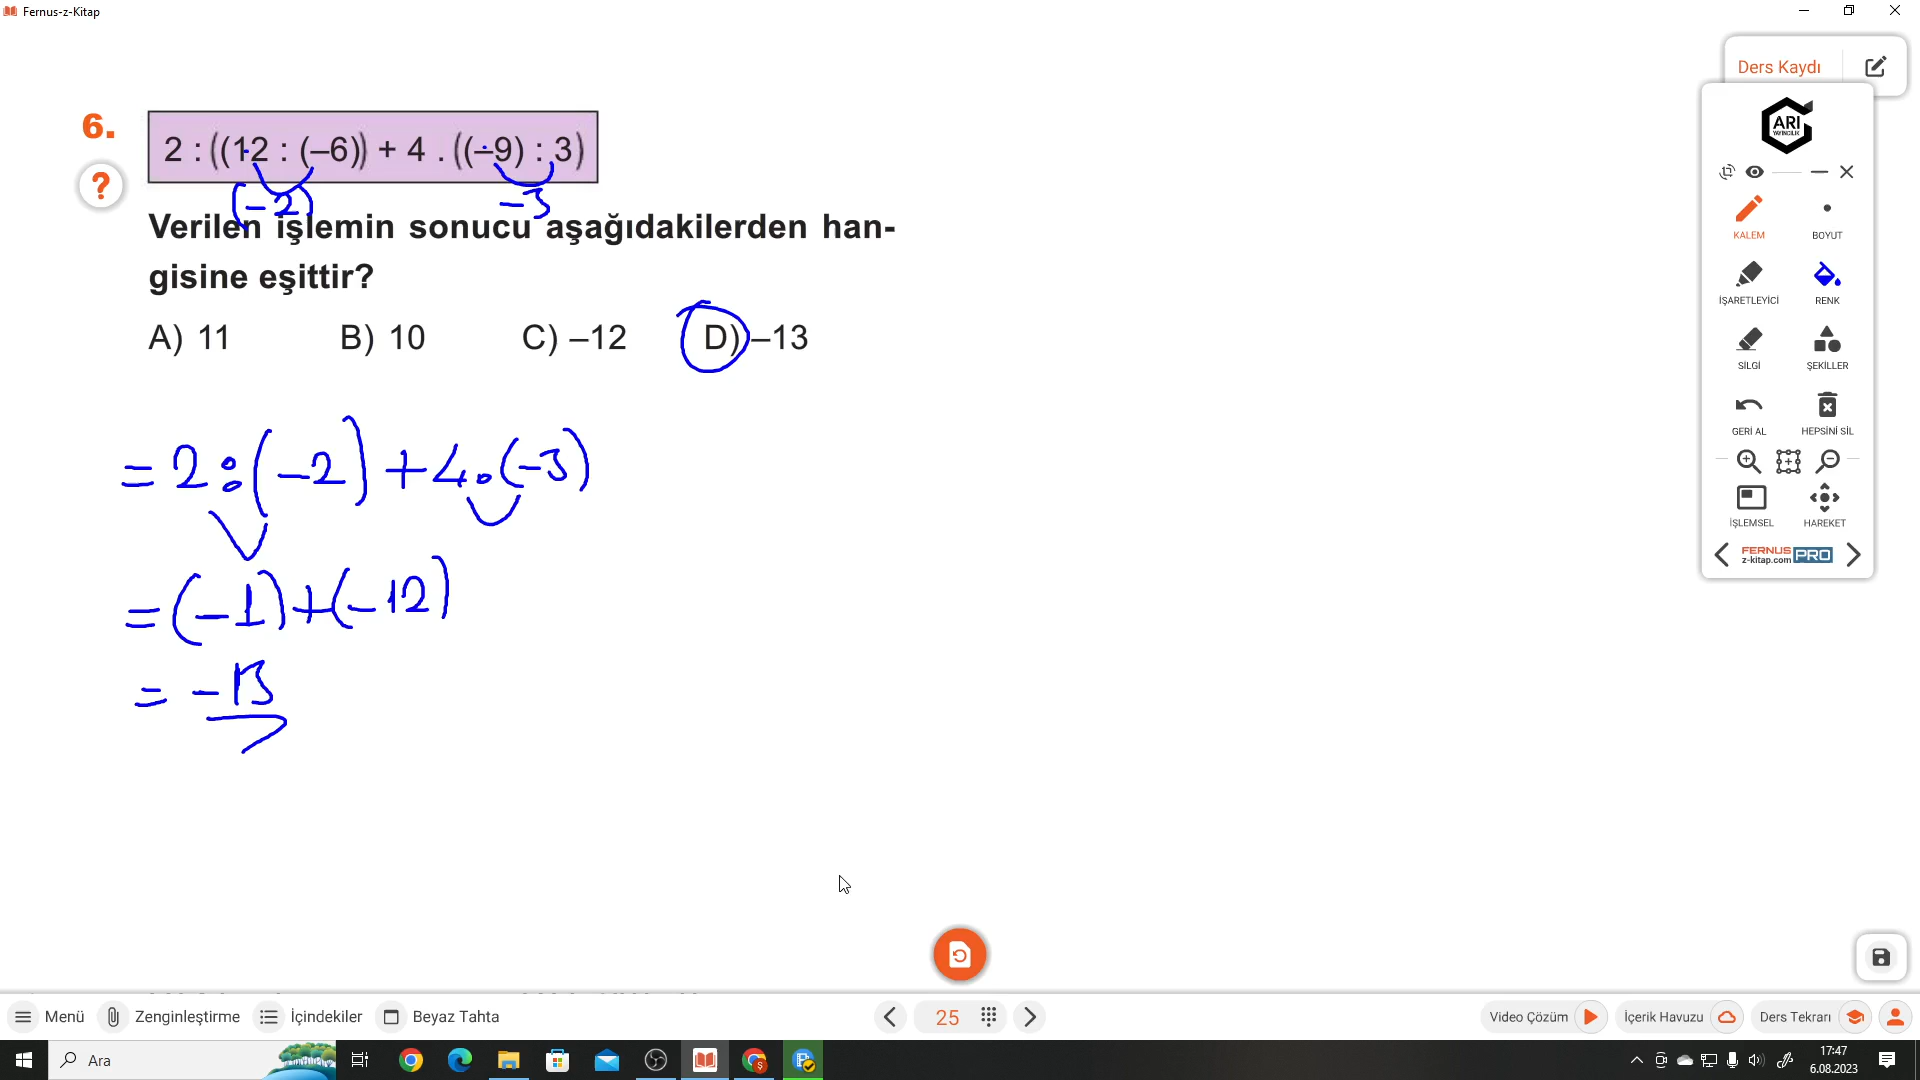 Fernus-z-Kitap
Ders Kaydı
6.
2 : ((12 : (–6)) + 4 . ((–9) : 3)
?
(-2)
-3
Verilen işlemin sonucu aşağıdakilerden han-
gisine eşittir?
A) 11 B) 10 C) –12 D) –13
= 2 : (-2) + 4 . (-3)
= (-1) + (-12)
= -13
ARI
YAYINCILIK
KALEM BOYUT
İŞARETLEYİCİ RENK
SİLGİ ŞEKİLLER
GERİ AL HEPSİNİ SİL
İŞLEMSEL HAREKET
FERNUS PRO
z-kitap.com
Menü Zenginleştirme İçindekiler Beyaz Tahta 25 Video Çözüm İçerik Havuzu Ders Tekrarı
Ara
17:47
6.08.2023